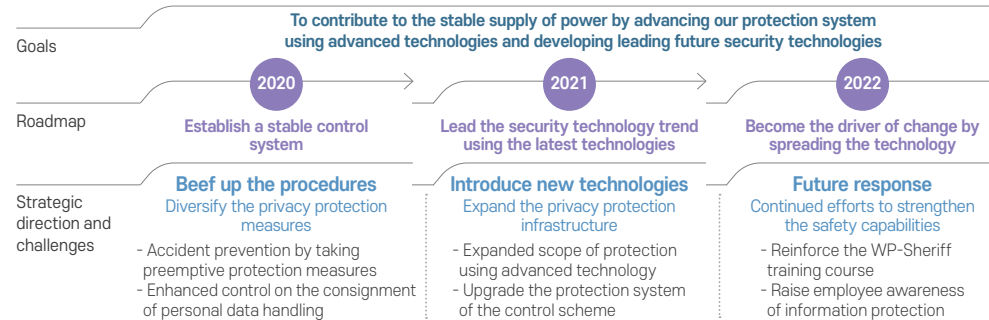 Goals
To contribute to the stable supply of power by advancing our protection system
using advanced technologies and developing leading future security technologies
Roadmap
2020
Establish a stable control
system
2021
Lead the security technology trend
using the latest technologies
2022
Become the driver of change by
spreading the technology
Strategic
direction and
challenges
Beef up the procedures
Diversify the privacy protection
measures
- Accident prevention by taking
preemptive protection measures
- Enhanced control on the consignment
of personal data handling
Introduce new technologies
Expand the privacy protection
infrastructure
- Expanded scope of protection
using advanced technology
- Upgrade the protection system
of the control scheme
Future response
Continued efforts to strengthen
the safety capabilities
- Reinforce the WP-Sheriff
training course
- Raise employee awareness
of information protection